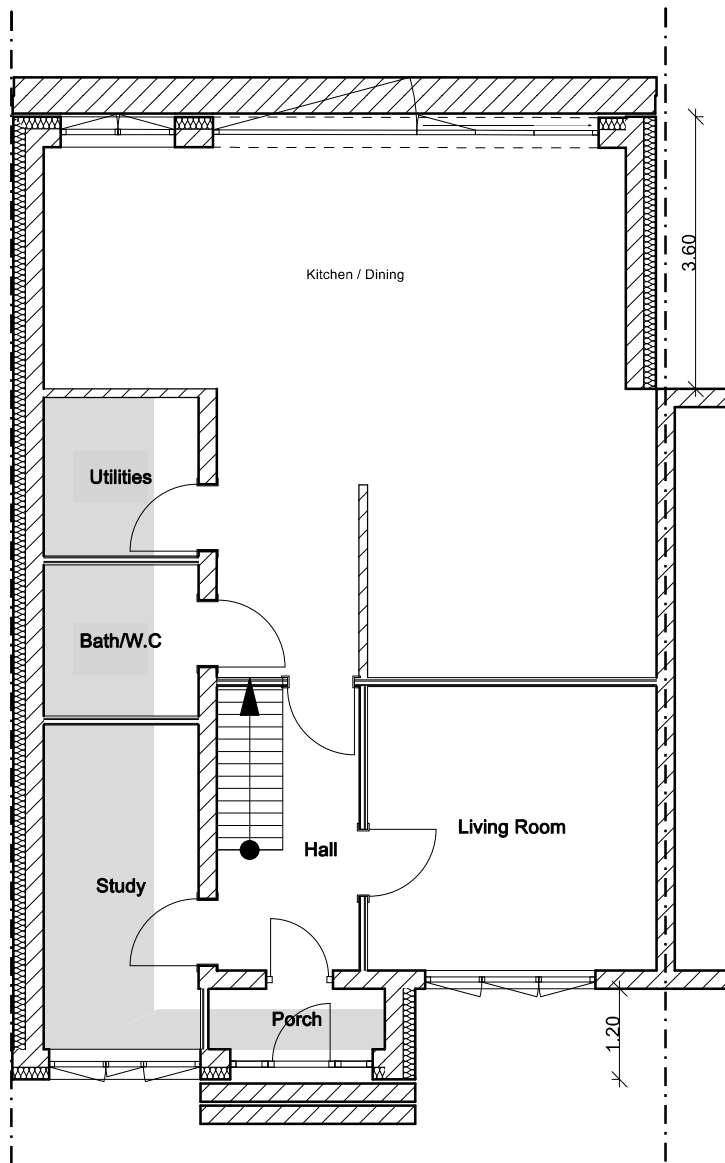 3.60
Kitchen / Dining
Utilities
Bath/W.C
Living Room
Hall
Study
Porch
1.20